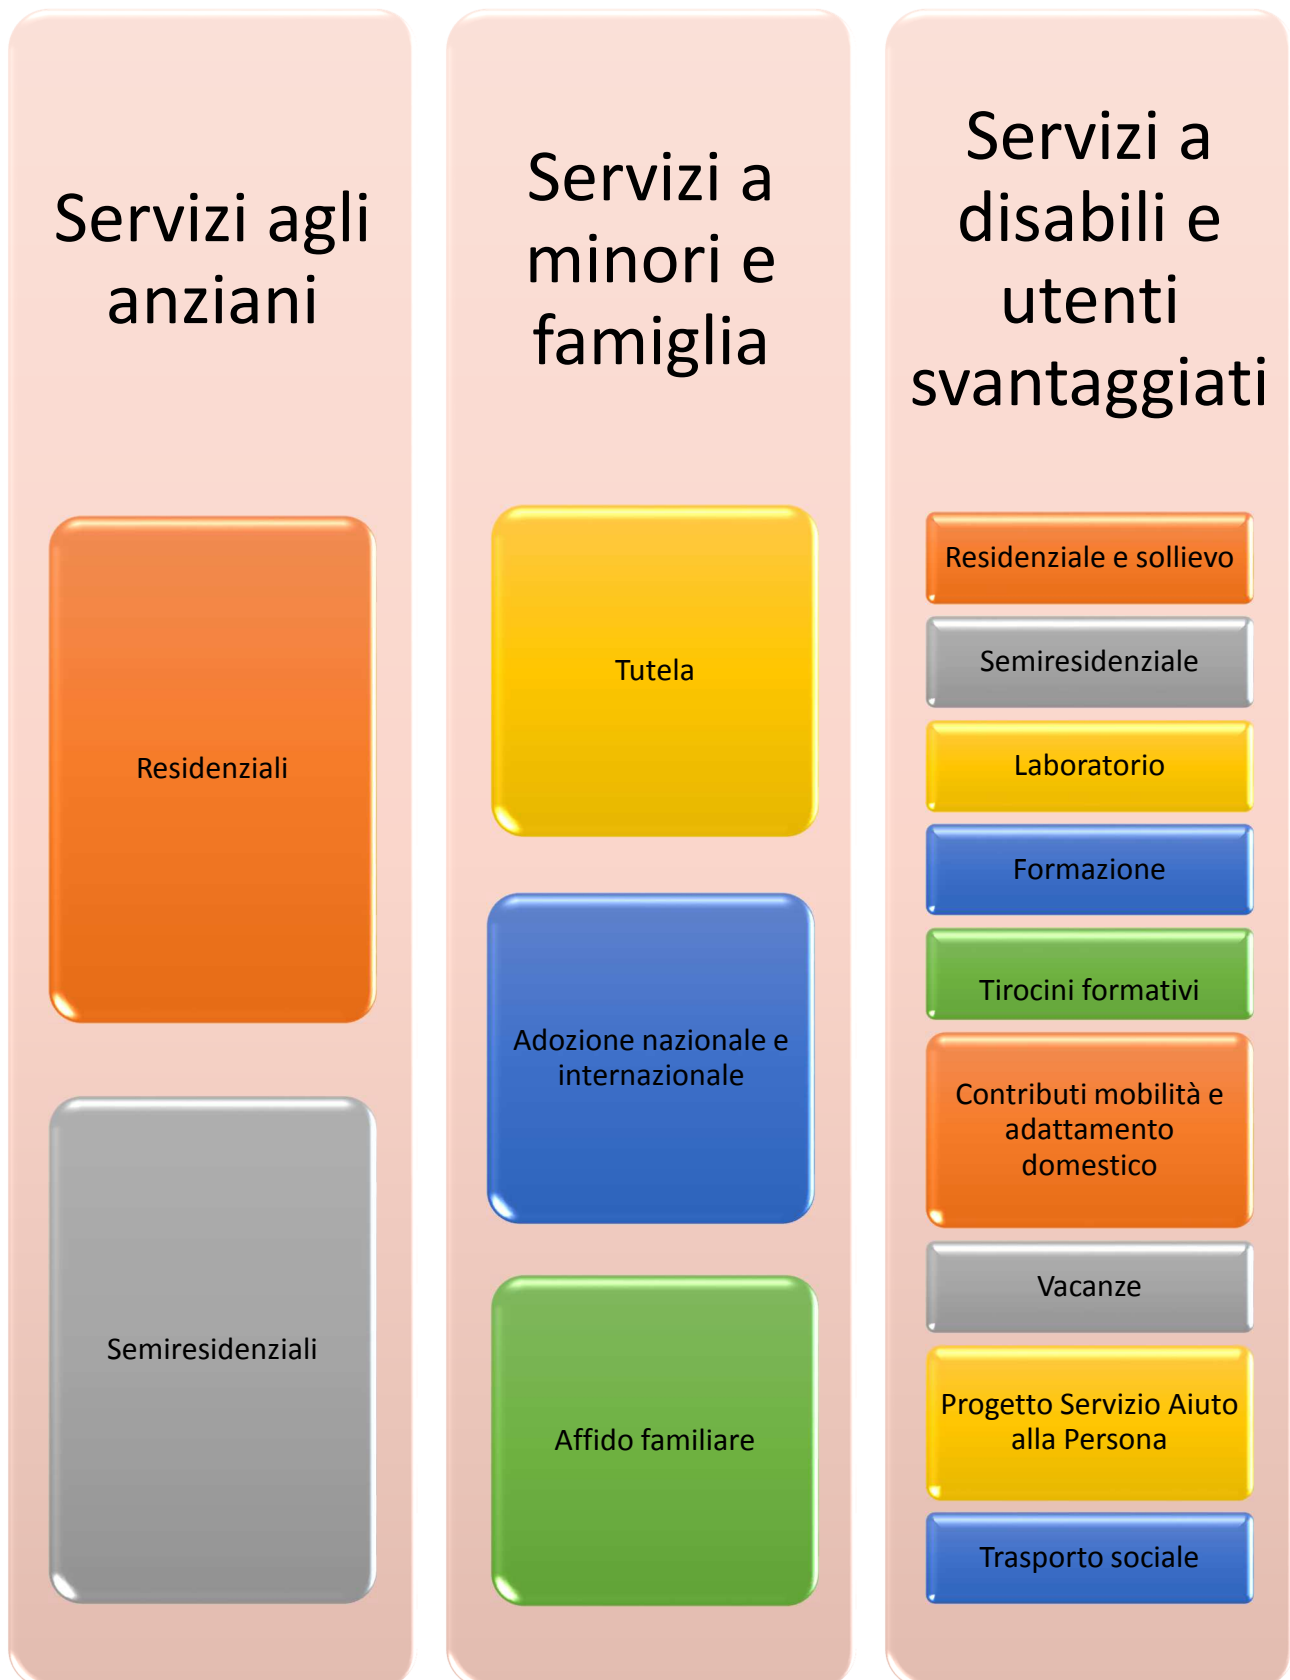 Servizi agli
anziani
Residenziali
Semiresidenziali
Servizi a
minori e
famiglia
Tutela
Adozione nazionale e
internazionale
Affido familiare
Servizi a
disabili e
utenti
svantaggiati
Residenziale e sollievo
Semiresidenziale
Laboratorio
Formazione
Tirocini formativi
Contributi mobilità e
adattamento
domestico
Vacanze
Progetto Servizio Aiuto
alla Persona
Trasporto sociale